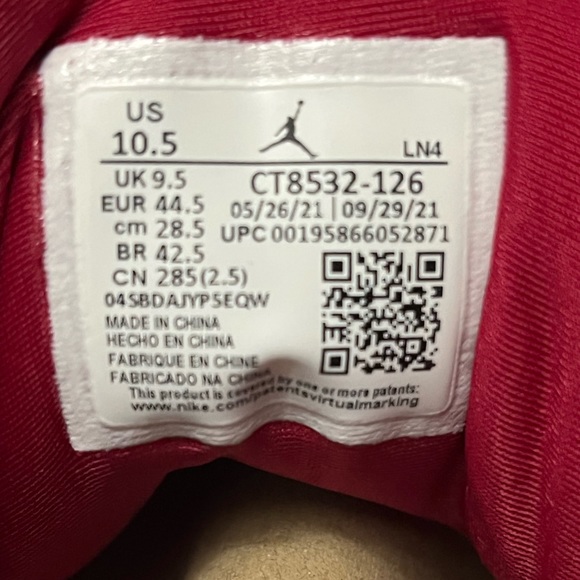 US
10.5
LN4
UK 9.5
CT8532-126
EUR 44.5
05/26/21 | 09/29/21
cm 28.5
UPC 00195866052871
BR 42.5
CN 285(2.5)
04SBDAJYP5EQW
MADE IN CHINA
HECHO EN CHINA
FABRIQUE EN CHINE
FABRICADO NA CHINA
This product is covered by one or more patents:
www.nike.com/patentsvirtualmarking